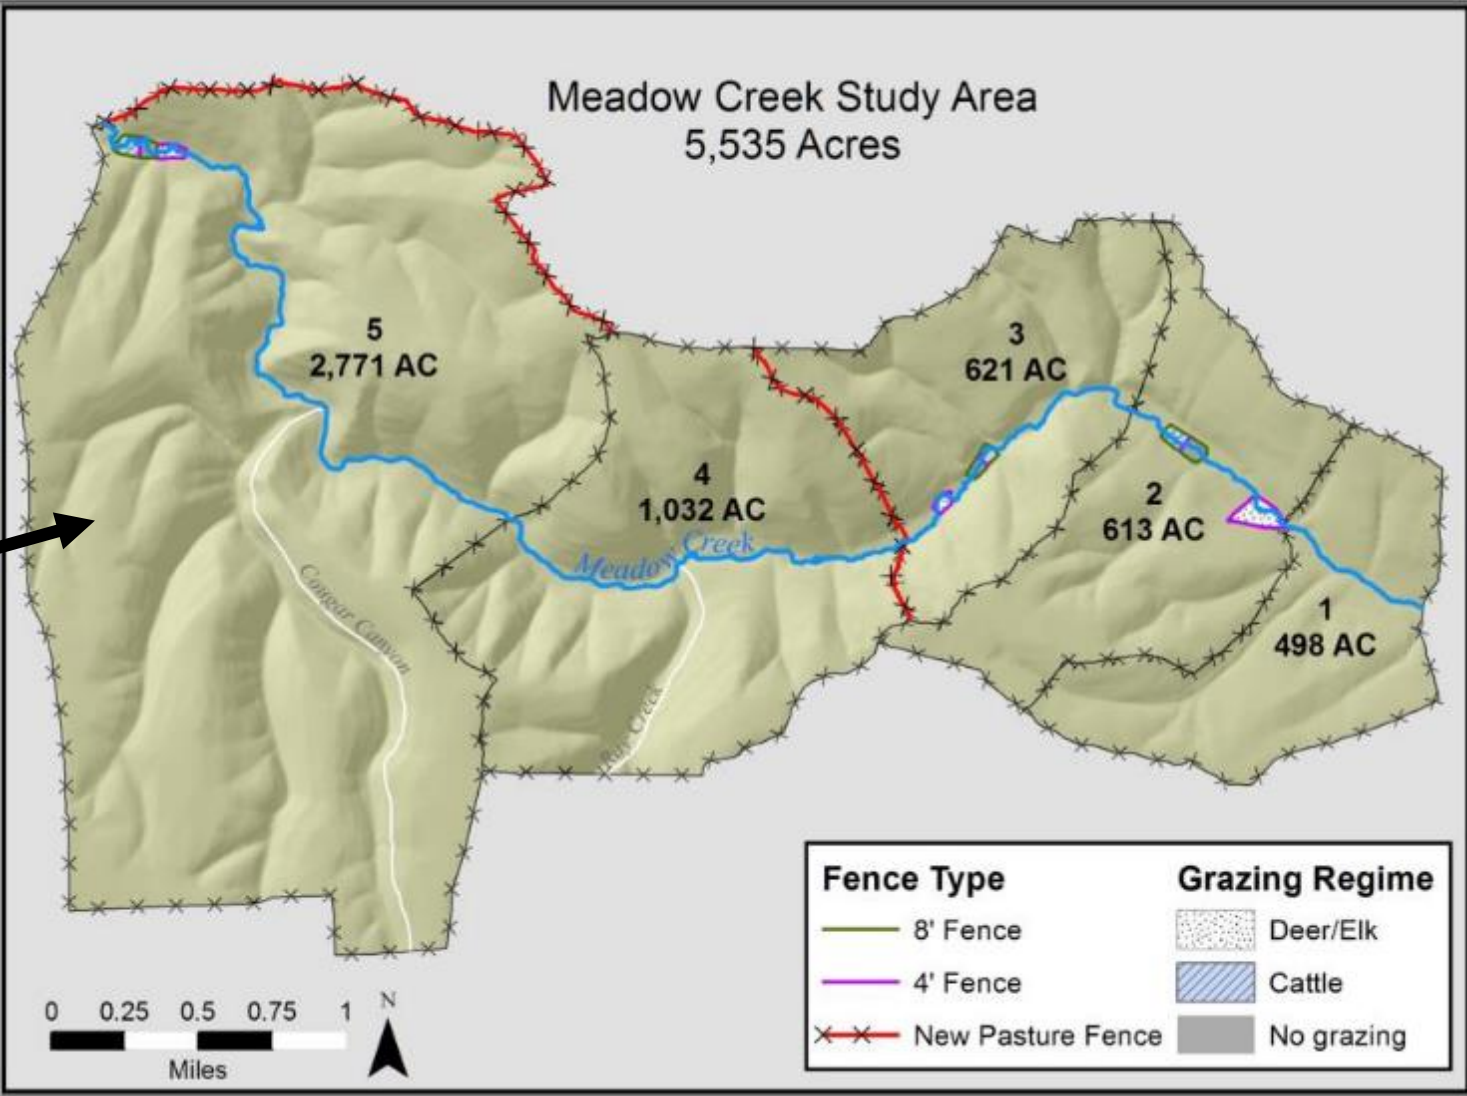 Meadow Creek Study Area
5,535 Acres
5
2,771 AC
3
621 AC
4
1,032 AC
2
613 AC
1
498 AC
Meadow Creek
Cougar Canyon
Creek
Fence Type
8' Fence
4' Fence
New Pasture Fence
Grazing Regime
Deer/Elk
Cattle
No grazing
0 0.25 0.5 0.75 1
Miles
N